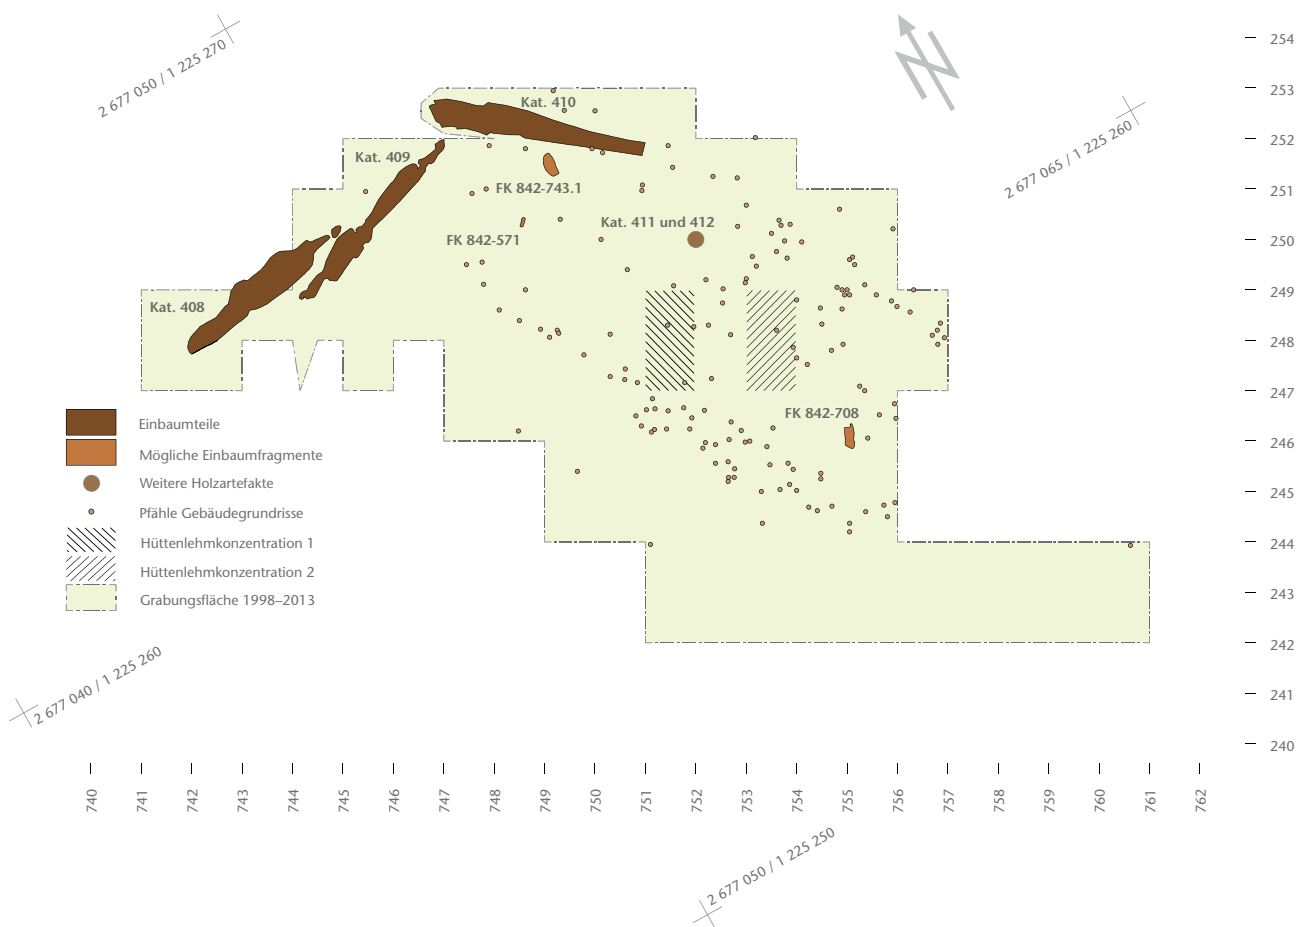 2 677 050 / 1 225 270
254
253
Kat. 410
2 677 065 / 1 225 260
252
Kat. 409
FK 842-743.1
251
Kat. 411 und 412
FK 842-571
250
249
Kat. 408
248
247
FK 842-708
Einbaumteile
246
Mögliche Einbaumfragmente
Weitere Holzartefakte
245
Pfähle Gebäudegrundrisse
Hüttenlehmkonzentration 1
244
Hüttenlehmkonzentration 2
Grabungsfläche 1998–2013
243
242
2 677 040 / 1 225 260
241
240
740 741 742 743 744 745 746 747 748 749 750 751 752 753 754 755 756 757 758 759 760 761 762
2 677 050 / 1 225 250